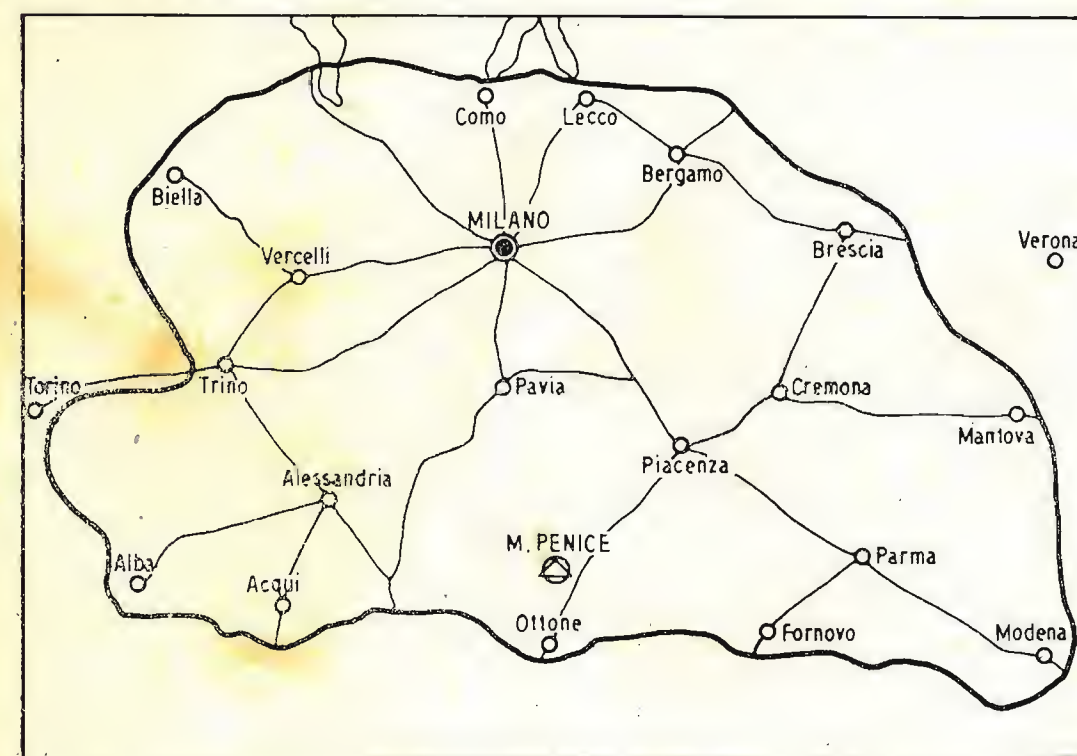 Como
Lecco
Bergamo
Biella
MILANO
Brescia
Verona
Vercelli
Torino
Trino
Pavia
Cremona
Mantova
Piacenza
Alessandria
M. PENICE
Alba
Acqui
Parma
Ottone
Fornovo
Modena